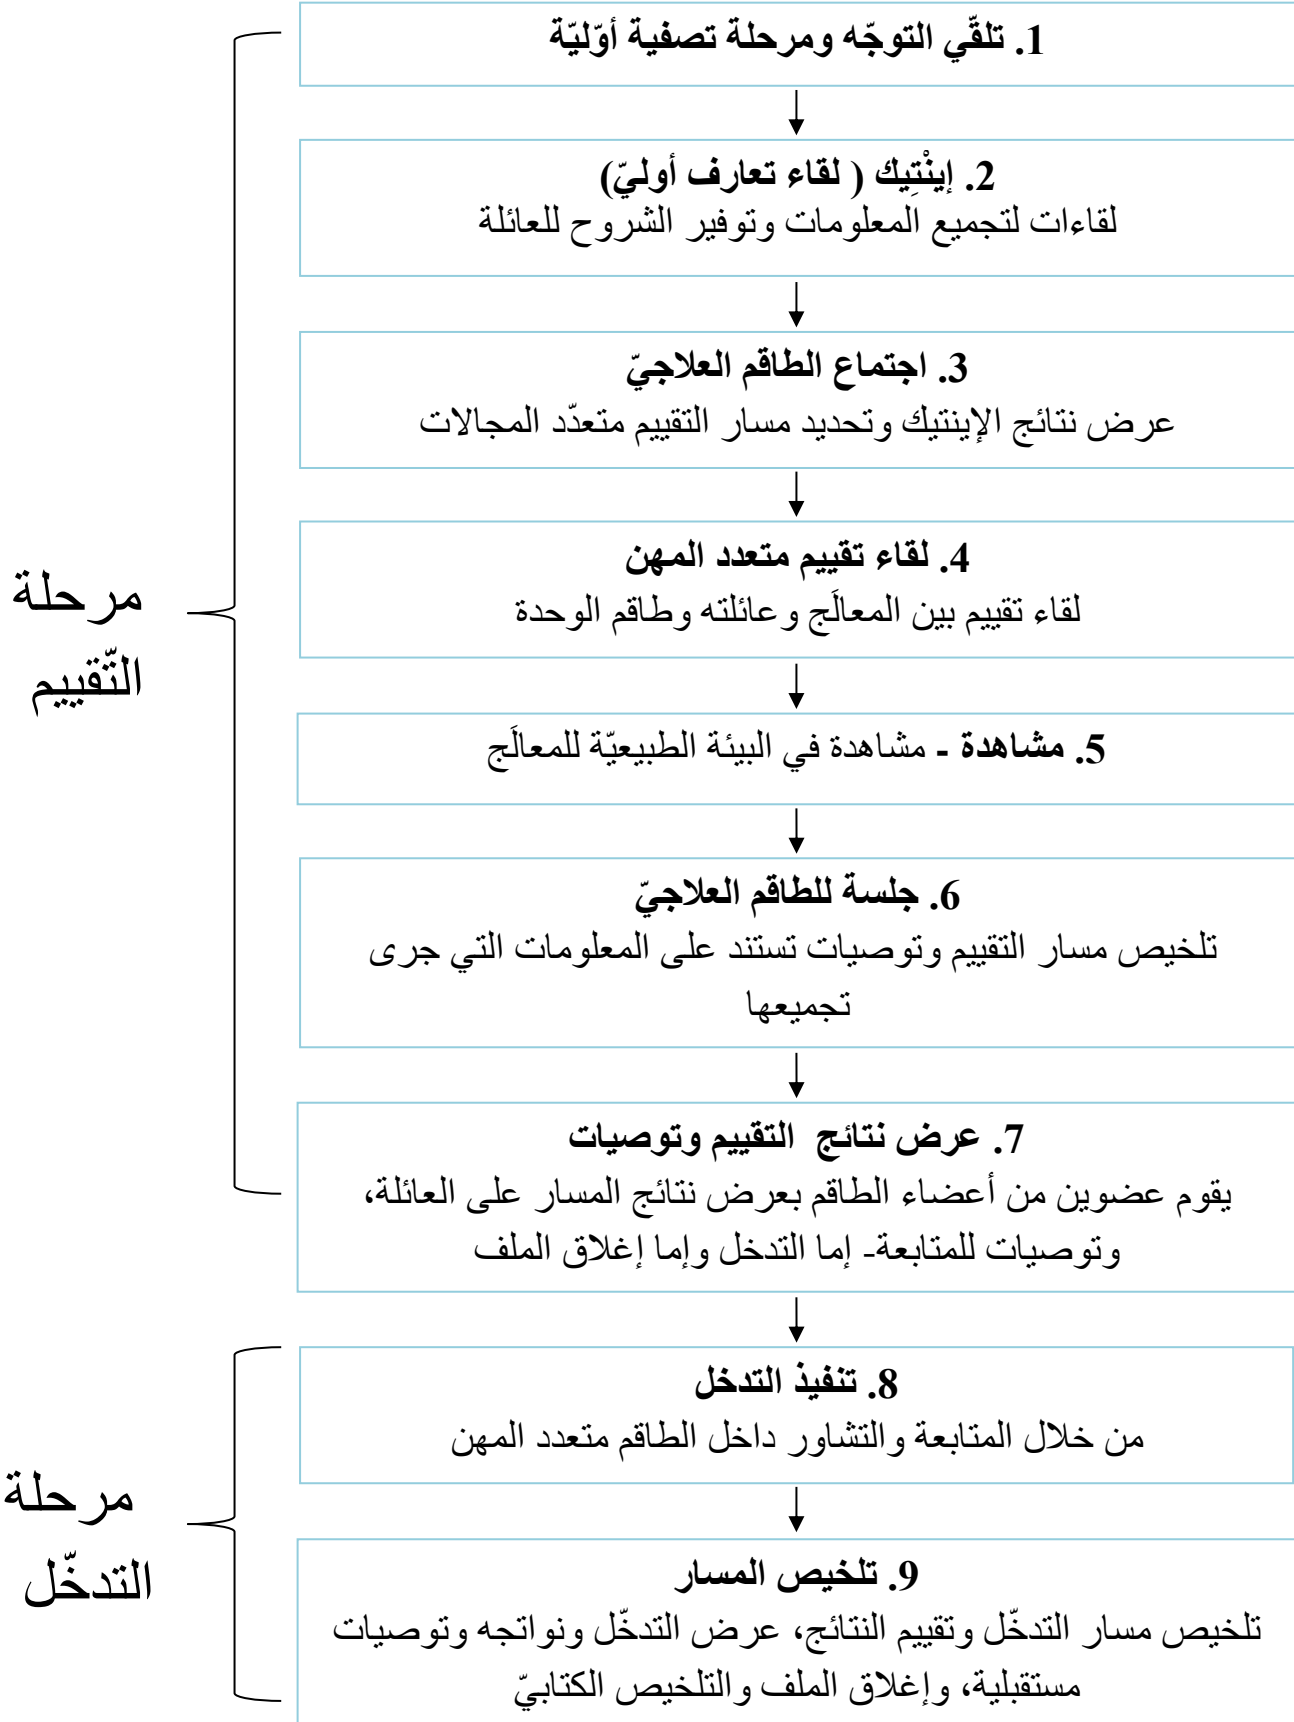 1. تلقّي التوجّه ومرحلة تصفية أوّليّة
2. إينْتِيك ( لقاء تعارف أوليّ)
لقاءات لتجميع المعلومات وتوفير الشروح للعائلة
3. اجتماع الطاقم العلاجيّ
عرض نتائج الإينتيك وتحديد مسار التقييم متعدّد المجالات
4. لقاء تقييم متعدد المهن
لقاء تقييم بين المعالَج وعائلته وطاقم الوحدة
5. مشاهدة - مشاهدة في البيئة الطبيعيّة للمعالَج
6. جلسة للطاقم العلاجيّ
تلخيص مسار التقييم وتوصيات تستند على المعلومات التي جرى
تجميعها
7. عرض نتائج التقييم وتوصيات
يقوم عضوين من أعضاء الطاقم بعرض نتائج المسار على العائلة،
وتوصيات للمتابعة- إما التدخل وإما إغلاق الملف
مرحلة
التّقييم
8. تنفيذ التدخل
من خلال المتابعة والتشاور داخل الطاقم متعدد المهن
9. تلخيص المسار
تلخيص مسار التدخّل وتقييم النتائج، عرض التدخّل ونواتجه وتوصيات
مستقبلية، وإغلاق الملف والتلخيص الكتابيّ
مرحلة
التدخّل